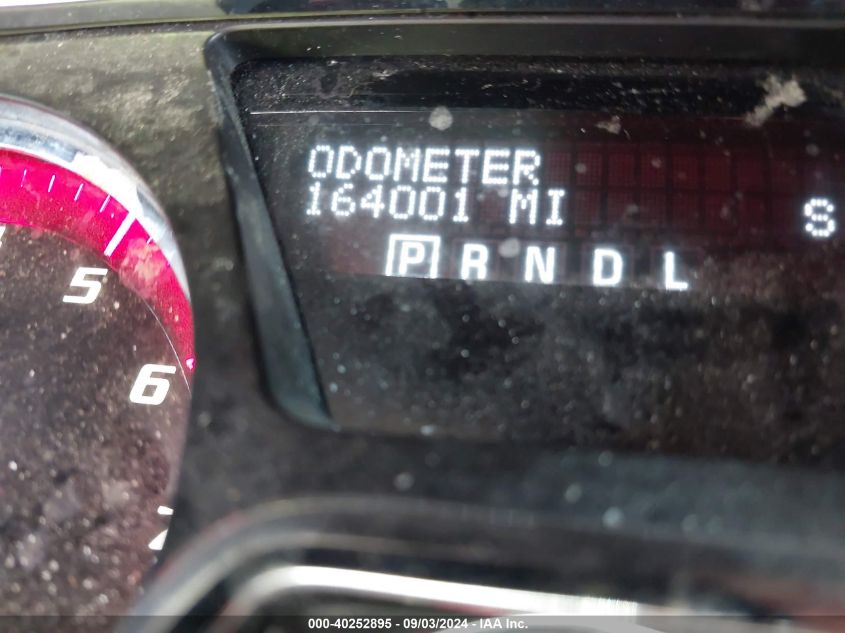 ODOMETER
164001 MI
S
P R N D L
5
6
000-40252895 - 09/03/2024 - IAA Inc.